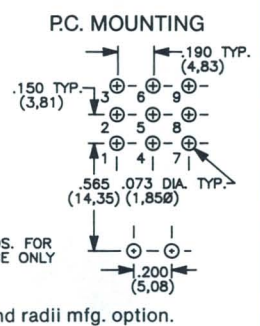 P.C. MOUNTING
.190 TYP.
(4,83)
.150 TYP.
(3,81)
3 6 9
2 5 8
1 4 7
.565 .073 DIA. TYP.
(14,35) (1,85Ø)
S. FOR
E ONLY
.200
(5,08)
nd radii mfg. option.